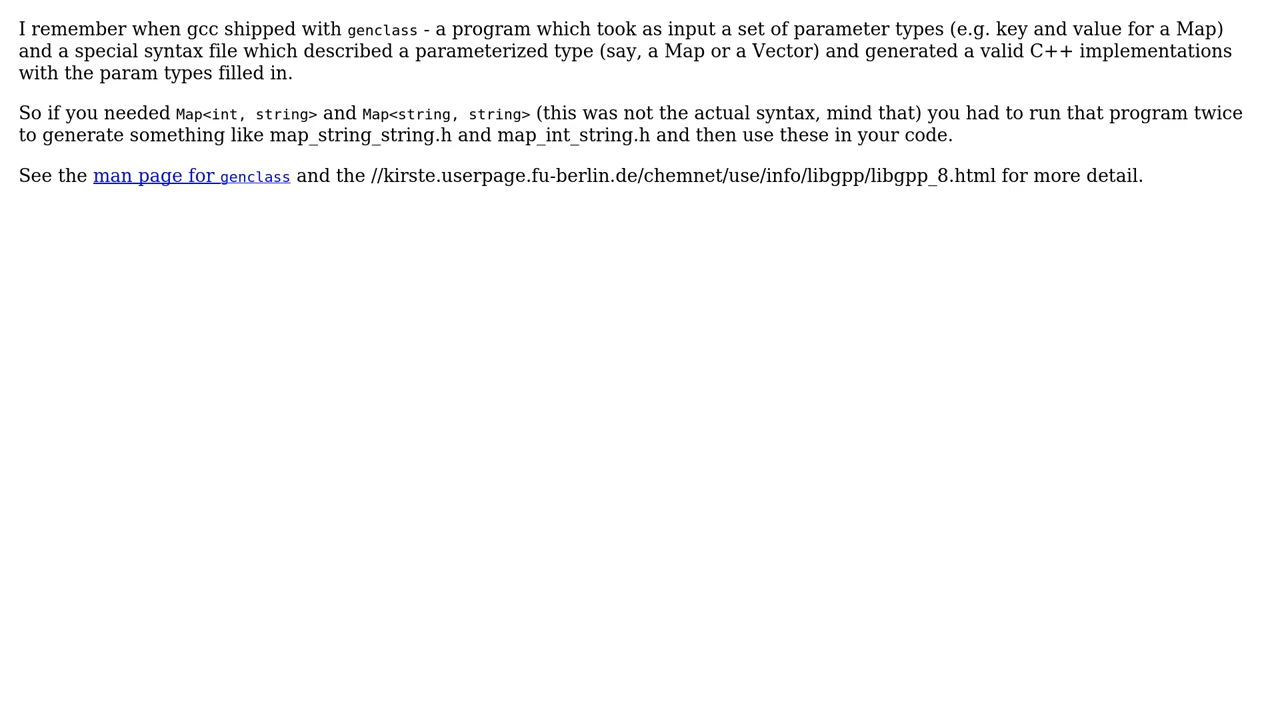 I remember when gcc shipped with genclass - a program which took as input a set of parameter types (e.g. key and value for a Map)
and a special syntax file which described a parameterized type (say, a Map or a Vector) and generated a valid C++ implementations
with the param types filled in.
So if you needed Map<int, string> and Map<string, string> (this was not the actual syntax, mind that) you had to run that program twice
to generate something like map_string_string.h and map_int_string.h and then use these in your code.
See the man page for genclass and the //kirste.userpage.fu-berlin.de/chemnet/use/info/libgpp/libgpp_8.html for more detail.